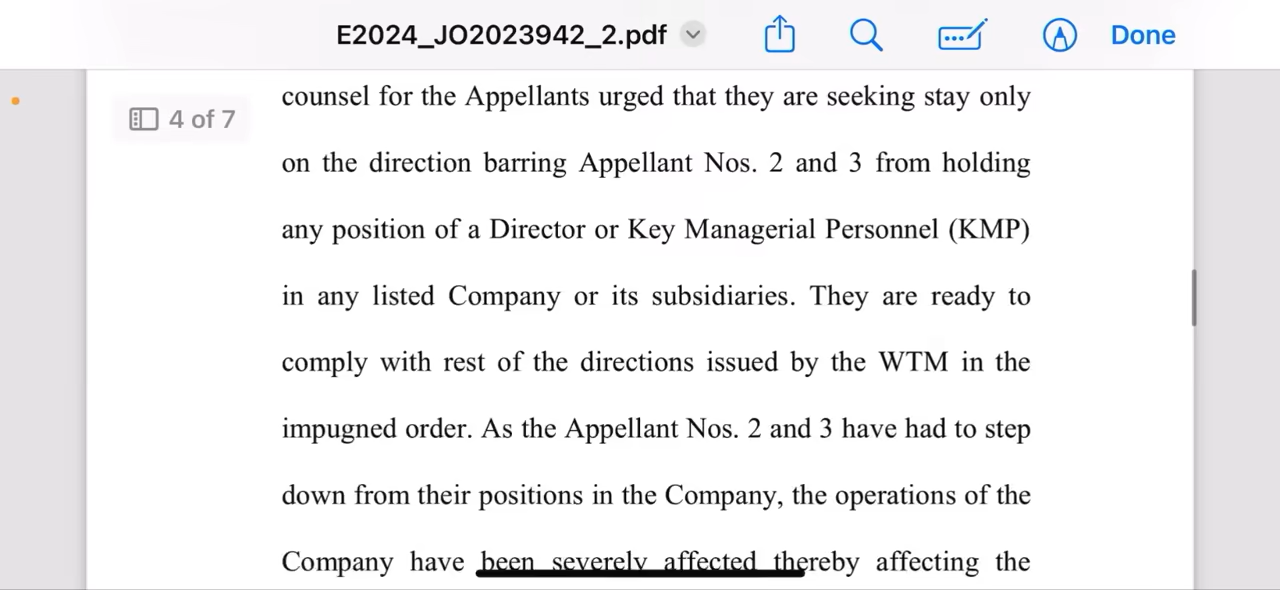 E2024_JO2023942_2.pdf
Done
4 of 7
counsel for the Appellants urged that they are seeking stay only
on the direction barring Appellant Nos. 2 and 3 from holding
any position of a Director or Key Managerial Personnel (KMP)
in any listed Company or its subsidiaries. They are ready to
comply with rest of the directions issued by the WTM in the
impugned order. As the Appellant Nos. 2 and 3 have had to step
down from their positions in the Company, the operations of the
Company have been severely affected thereby affecting the